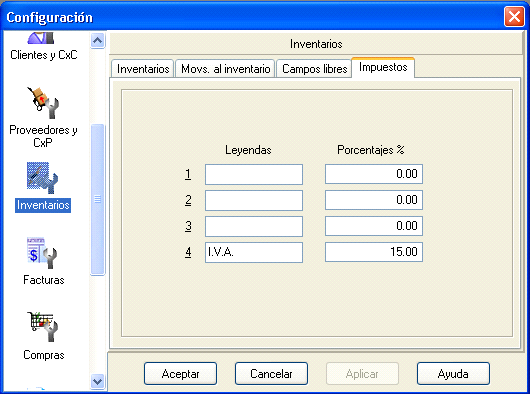 Configuración
Clientes y CxC
Proveedores y
CxP
Inventarios
Facturas
Compras
Inventarios
Inventarios Movs. al inventario Campos libres Impuestos
Leyendas Porcentajes %
1 0.00
2 0.00
3 0.00
4 I.V.A. 15.00
Aceptar Cancelar Aplicar Ayuda